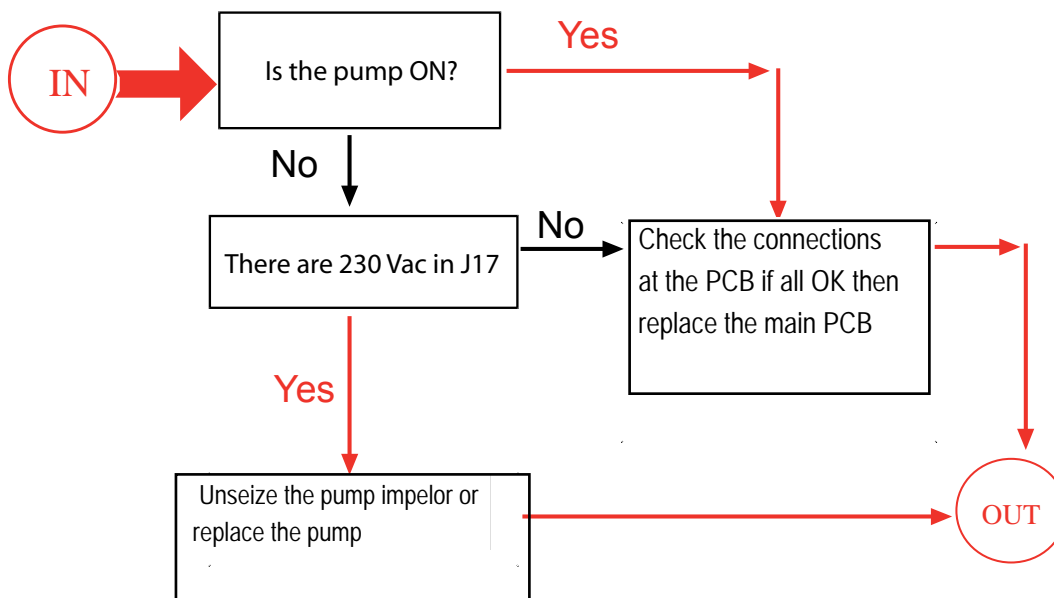 IN
Is the pump ON?
Yes
No
There are 230 Vac in J17
No
Check the connections
at the PCB if all OK then
replace the main PCB
Yes
Unseize the pump impelor or
replace the pump
OUT